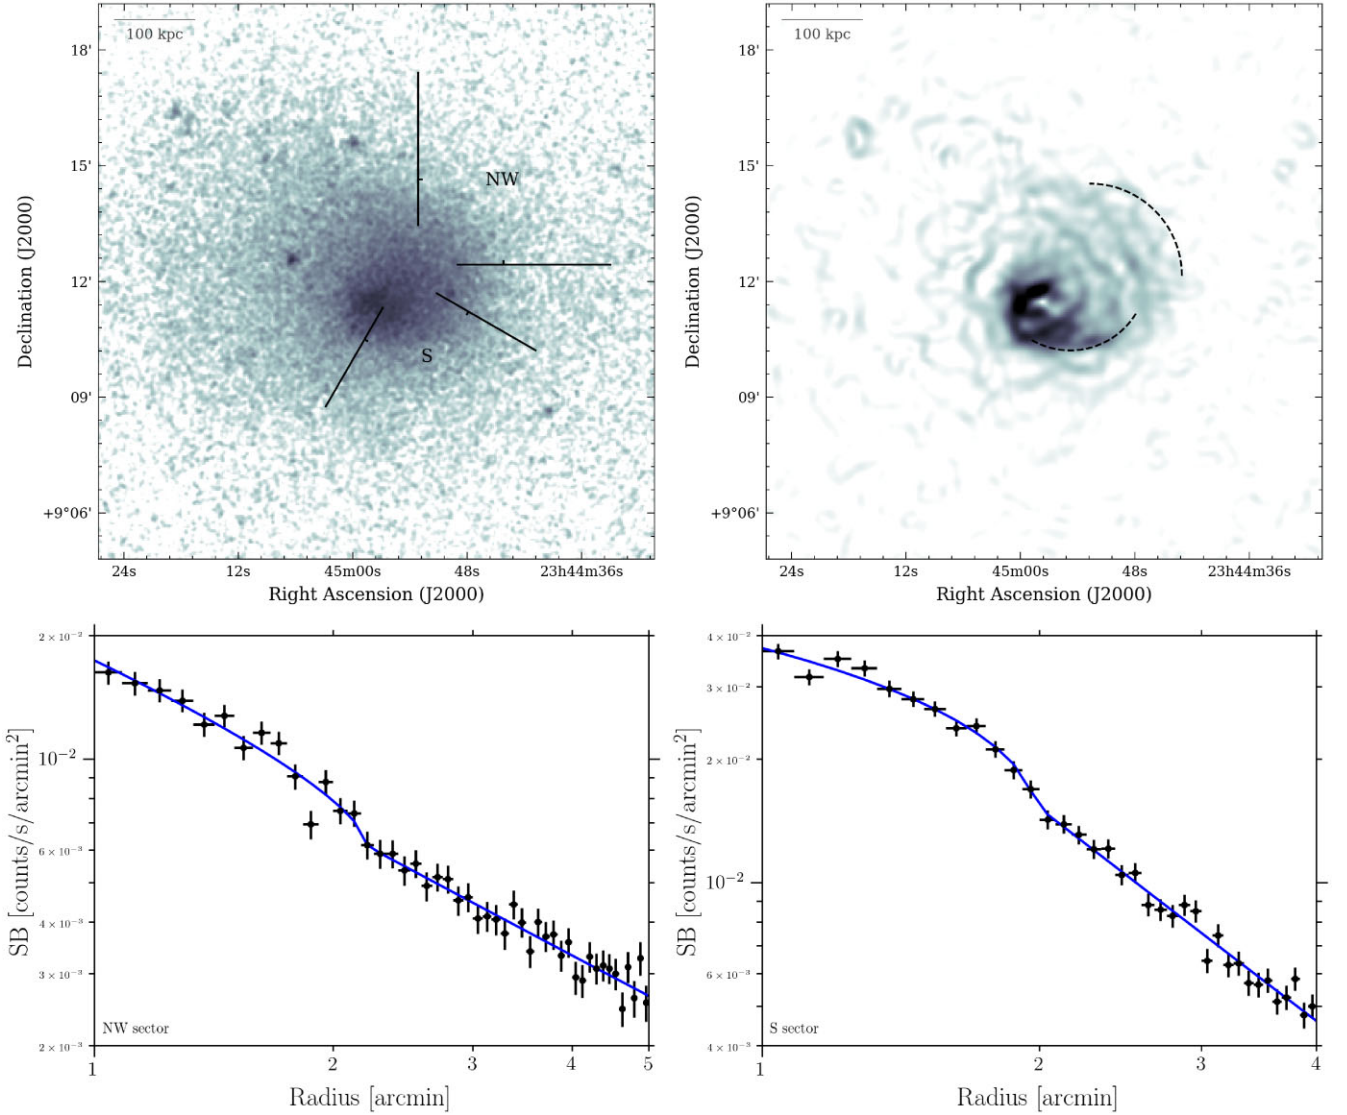 100 kpc
18'
15'
12'
09'
+9°06'
NW
S
24s 12s 45m00s 48s 23h44m36s
Right Ascension (J2000)
Declination (J2000)
100 kpc
18'
15'
12'
09'
+9°06'
24s 12s 45m00s 48s 23h44m36s
Right Ascension (J2000)
Declination (J2000)
2 × 10⁻²
10⁻²
6 × 10⁻³
4 × 10⁻³
3 × 10⁻³
2 × 10⁻³
SB [counts/s/arcmin²]
NW sector
1 2 3 4 5
Radius [arcmin]
4 × 10⁻²
3 × 10⁻²
2 × 10⁻²
10⁻²
6 × 10⁻³
4 × 10⁻³
SB [counts/s/arcmin²]
S sector
1 2 3 4
Radius [arcmin]